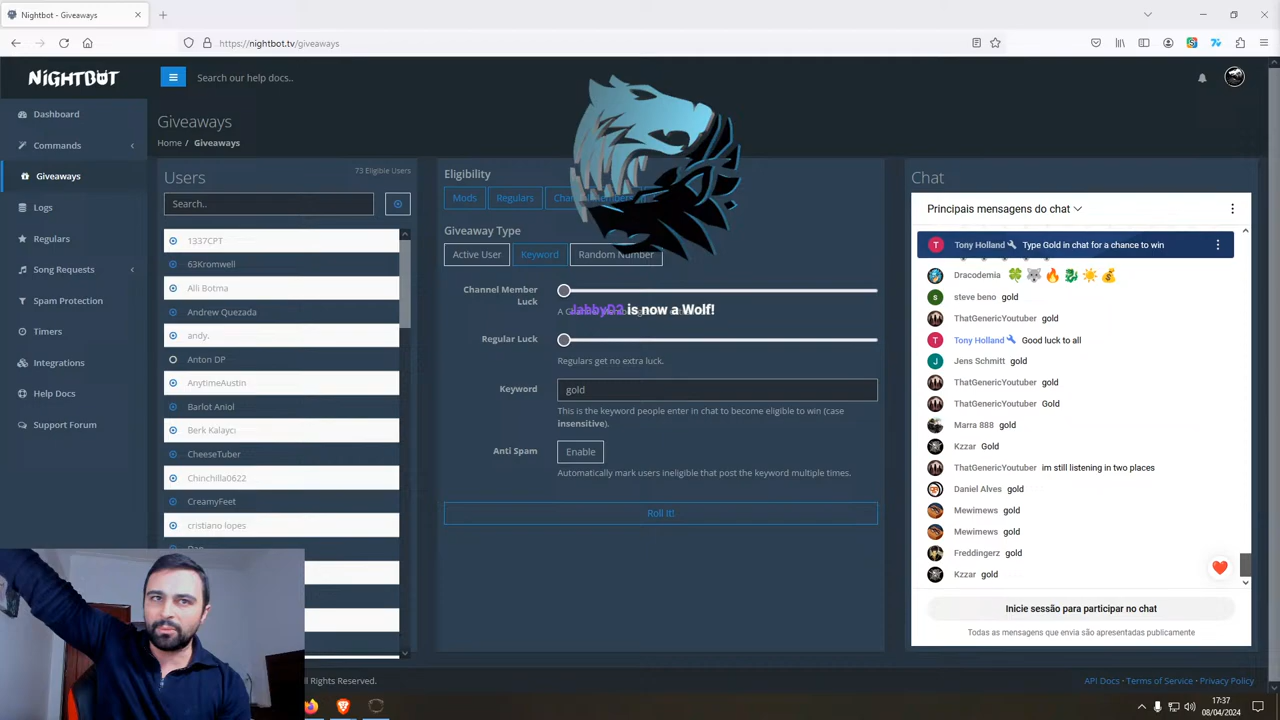 Nightbot - Giveaways
https://nightbot.tv/giveaways
NIGHTBOT
Search our help docs..
Dashboard
Commands
Giveaways
Logs
Regulars
Song Requests
Spam Protection
Timers
Integrations
Help Docs
Support Forum
Giveaways
Home / Giveaways
Users
73 Eligible Users
Search..
1337CPT
63Kromwell
Alli Botma
Andrew Quezada
andy.
Anton DP
AnytimeAustin
Barlot Aniol
Berk Kalaycı
CheeseTuber
Chinchilla0622
CreamyFeet
cristiano lopes
Eligibility
Mods
Regulars
Giveaway Type
Active User
Keyword
Random Number
Channel Member
Luck
JabbyD2 is now a Wolf!
Regular Luck
Regulars get no extra luck.
Keyword
gold
This is the keyword people enter in chat to become eligible to win (case
insensitive).
Anti Spam
Enable
Automatically mark users ineligible that post the keyword multiple times.
Roll It!
Chat
Principais mensagens do chat
Tony Holland Type Gold in chat for a chance to win
Dracodemia 🍀🐺🔥🐉☀️💰
steve beno gold
ThatGenericYoutuber gold
Tony Holland Good luck to all
Jens Schmitt gold
ThatGenericYoutuber gold
ThatGenericYoutuber Gold
Marra 888 gold
Kzzar Gold
ThatGenericYoutuber im still listening in two places
Daniel Alves gold
Mewimews gold
Mewimews gold
Freddingerz gold
Kzzar gold
Inicie sessão para participar no chat
Todas as mensagens que envia são apresentadas publicamente
ll Rights Reserved.
API Docs · Terms of Service · Privacy Policy
17:37
08/04/2024